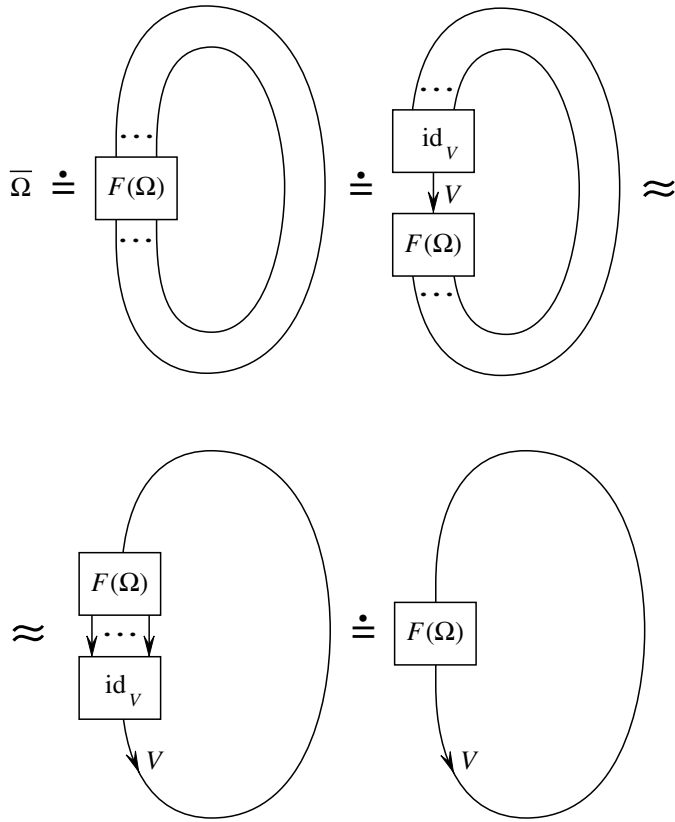 Ω̅ ≐ F(Ω) ≐ id_V ≈
V
F(Ω)
≈ F(Ω) ≐ F(Ω)
id_V
V V